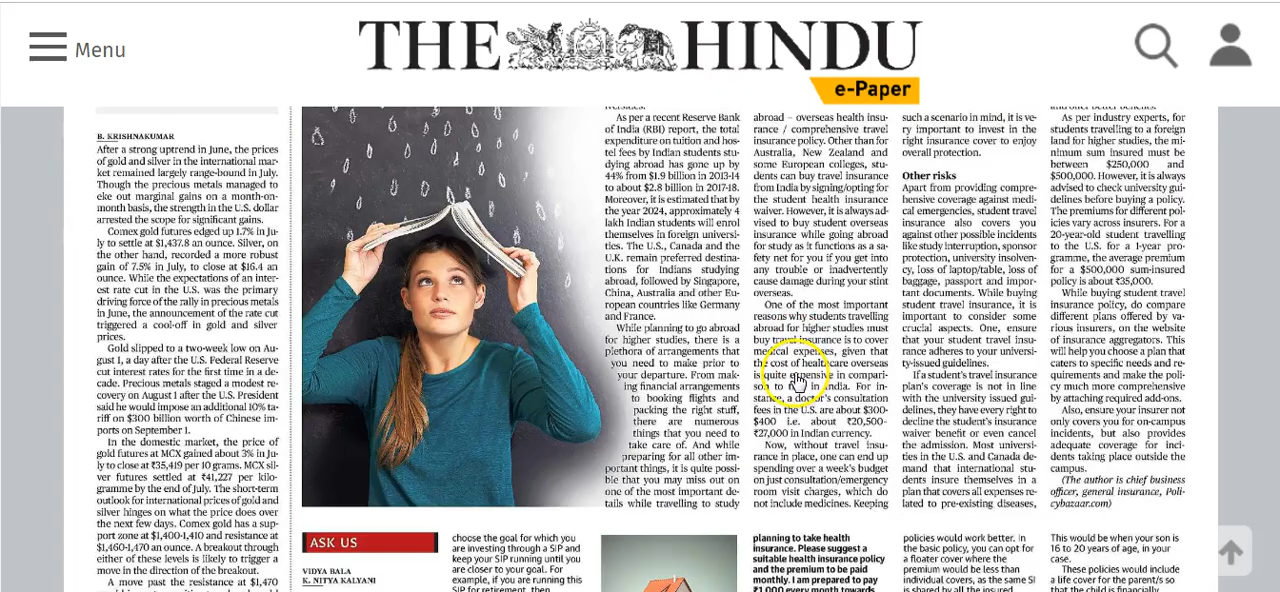 Menu
THE HINDU
e-Paper
B. KRISHNAKUMAR
After a strong uptrend in June, the prices
of gold and silver in the international mar-
ket remained largely range-bound in July.
Though the precious metals managed to
eke out marginal gains on a month-on-
month basis, the strength in the U.S. dollar
arrested the scope for significant gains.
Comex gold futures edged up 1.7% in Ju-
ly to settle at $1,437.8 an ounce. Silver, on
the other hand, recorded a more robust
gain of 7.5% in July, to close at $16.4 an
ounce. While the expectations of an inter-
est rate cut in the U.S. was the primary
driving force of the rally in precious metals
in June, the announcement of the rate cut
triggered a cool-off in gold and silver
prices.
Gold slipped to a two-week low on Au-
gust 1, a day after the U.S. Federal Reserve
cut interest rates for the first time in a de-
cade. Precious metals staged a modest re-
covery on August 1 after the U.S. President
said he would impose an additional 10% ta-
riff on $300 billion worth of Chinese im-
ports on September 1.
In the domestic market, the price of
gold futures at MCX gained about 3% in Ju-
ly to close at ₹35,419 per 10 grams. MCX sil-
ver futures settled at ₹41,227 per kilo-
gramme by the end of July. The short-term
outlook for international prices of gold and
silver hinges on what the price does over
the next few days. Comex gold has a sup-
port zone at $1,400-1,410 and resistance at
$1,460-1,470 an ounce. A breakout through
either of these levels is likely to trigger a
move in the direction of the breakout.
A move past the resistance at $1,470
versities.
As per a recent Reserve Bank
of India (RBI) report, the total
expenditure on tuition and hos-
tel fees by Indian students stu-
dying abroad has gone up by
44% from $1.9 billion in 2013-14
to about $2.8 billion in 2017-18.
Moreover, it is estimated that by
the year 2024, approximately 4
lakh Indian students will enrol
themselves in foreign universi-
ties. The U.S., Canada and the
U.K. remain preferred destina-
tions for Indians studying
abroad, followed by Singapore,
China, Australia and other Eu-
ropean countries like Germany
and France.
While planning to go abroad
for higher studies, there is a
plethora of arrangements that
you need to make prior to
your departure. From mak-
ing financial arrangements
to booking flights and
packing the right stuff,
there are numerous
things that you need to
take care of. And while
preparing for all other im-
portant things, it is quite possi-
ble that you may miss out on
one of the most important de-
tails while travelling to study
abroad – overseas health insu-
rance / comprehensive travel
insurance policy. Other than for
Australia, New Zealand and
some European colleges, stu-
dents can buy travel insurance
from India by signing/opting for
the student health insurance
waiver. However, it is always ad-
vised to buy student overseas
insurance while going abroad
for study as it functions as a sa-
fety net for you if you get into
any trouble or inadvertently
cause damage during your stint
overseas.
One of the most important
reasons why students travelling
abroad for higher studies must
buy travel insurance is to cover
medical expenses, given that
the cost of healthcare overseas
is quite expensive in compari-
son to India. For in-
stance, a doctor's consultation
fees in the U.S. are about $300-
$400 i.e. about ₹20,500-
₹27,000 in Indian currency.
Now, without travel insu-
rance in place, one can end up
spending over a week's budget
on just consultation/emergency
room visit charges, which do
not include medicines. Keeping
such a scenario in mind, it is ve-
ry important to invest in the
right insurance cover to enjoy
overall protection.
Other risks
Apart from providing compre-
hensive coverage against medi-
cal emergencies, student travel
insurance also covers you
against other possible incidents
like study interruption, sponsor
protection, university insolven-
cy, loss of laptop/table, loss of
baggage, passport and impor-
tant documents. While buying
student travel insurance, it is
important to consider some
crucial aspects. One, ensure
that your student travel insu-
rance adheres to your universi-
ty-issued guidelines.
If a student's travel insurance
plan's coverage is not in line
with the university issued gui-
delines, they have every right to
decline the student's insurance
waiver benefit or even cancel
the admission. Most universi-
ties in the U.S. and Canada de-
mand that international stu-
dents insure themselves in a
plan that covers all expenses re-
lated to pre-existing diseases,
and offer better benefits.
As per industry experts, for
students travelling to a foreign
land for higher studies, the mi-
nimum sum insured must be
between $250,000 and
$500,000. However, it is always
advised to check university gui-
delines before buying a policy.
The premiums for different pol-
icies vary across insurers. For a
20-year-old student travelling
to the U.S. for a 1-year pro-
gramme, the average premium
for a $500,000 sum-insured
policy is about ₹35,000.
While buying student travel
insurance policy, do compare
different plans offered by va-
rious insurers, on the website
of insurance aggregators. This
will help you choose a plan that
caters to specific needs and re-
quirements and make the poli-
cy much more comprehensive
by attaching required add-ons.
Also, ensure your insurer not
only covers you for on-campus
incidents, but also provides
adequate coverage for inci-
dents taking place outside the
campus.
(The author is chief business
officer, general insurance, Poli-
cybazaar.com)
ASK US
VIDYA BALA
K. NITYA KALYANI
choose the goal for which you
are investing through a SIP and
keep your SIP running until you
are closer to your goal. For
example, if you are running this
SIP for retirement, then
planning to take health
insurance. Please suggest a
suitable health insurance policy
and the premium to be paid
monthly. I am prepared to pay
₹1,000 every month towards
policies would work better. In
the basic policy, you can opt for
a floater cover where the
premium would be less than
individual covers, as the same SI
is shared by all the insured
This would be when your son is
16 to 20 years of age, in your
case.
These policies would include
a life cover for the parent/s so
that the child is financially